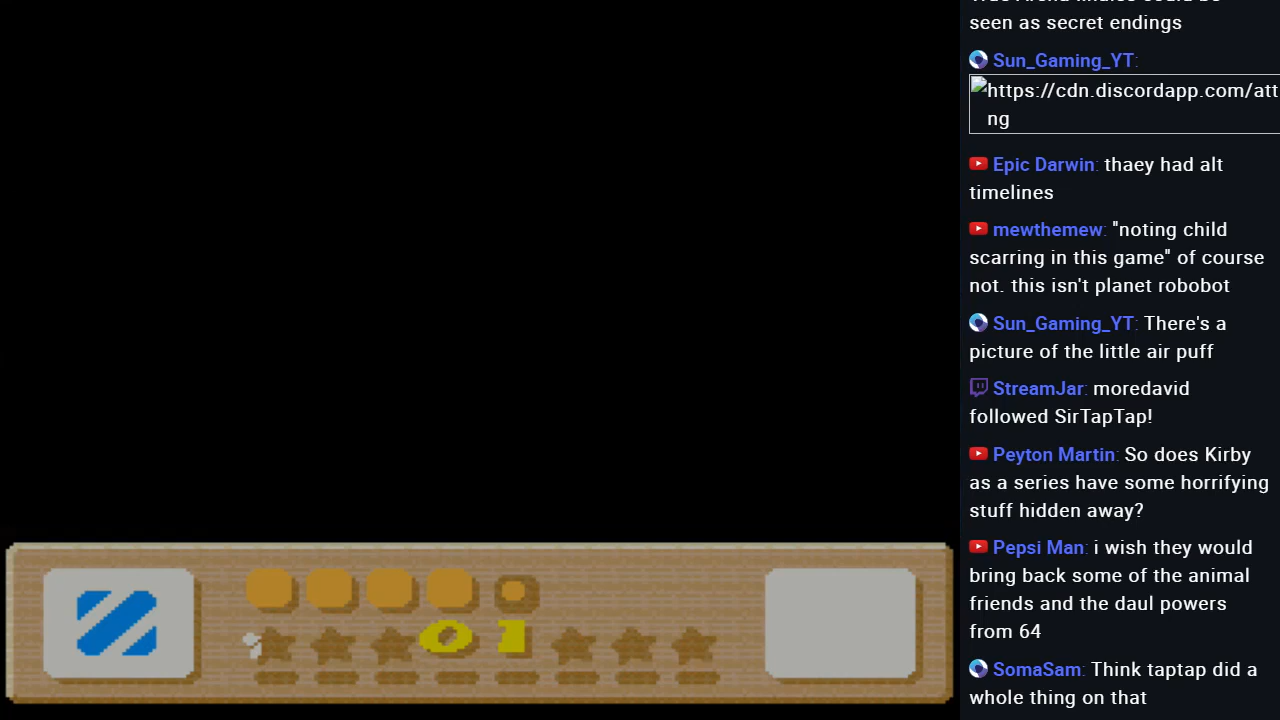 seen as secret endings
Sun_Gaming_YT:
https://cdn.discordapp.com/att
ng
Epic Darwin: thaey had alt
timelines
mewthemew: "noting child
scarring in this game" of course
not. this isn't planet robobot
Sun_Gaming_YT: There's a
picture of the little air puff
StreamJar: moredavid
followed SirTapTap!
Peyton Martin: So does Kirby
as a series have some horrifying
stuff hidden away?
Pepsi Man: i wish they would
bring back some of the animal
friends and the daul powers
from 64
SomaSam: Think taptap did a
whole thing on that